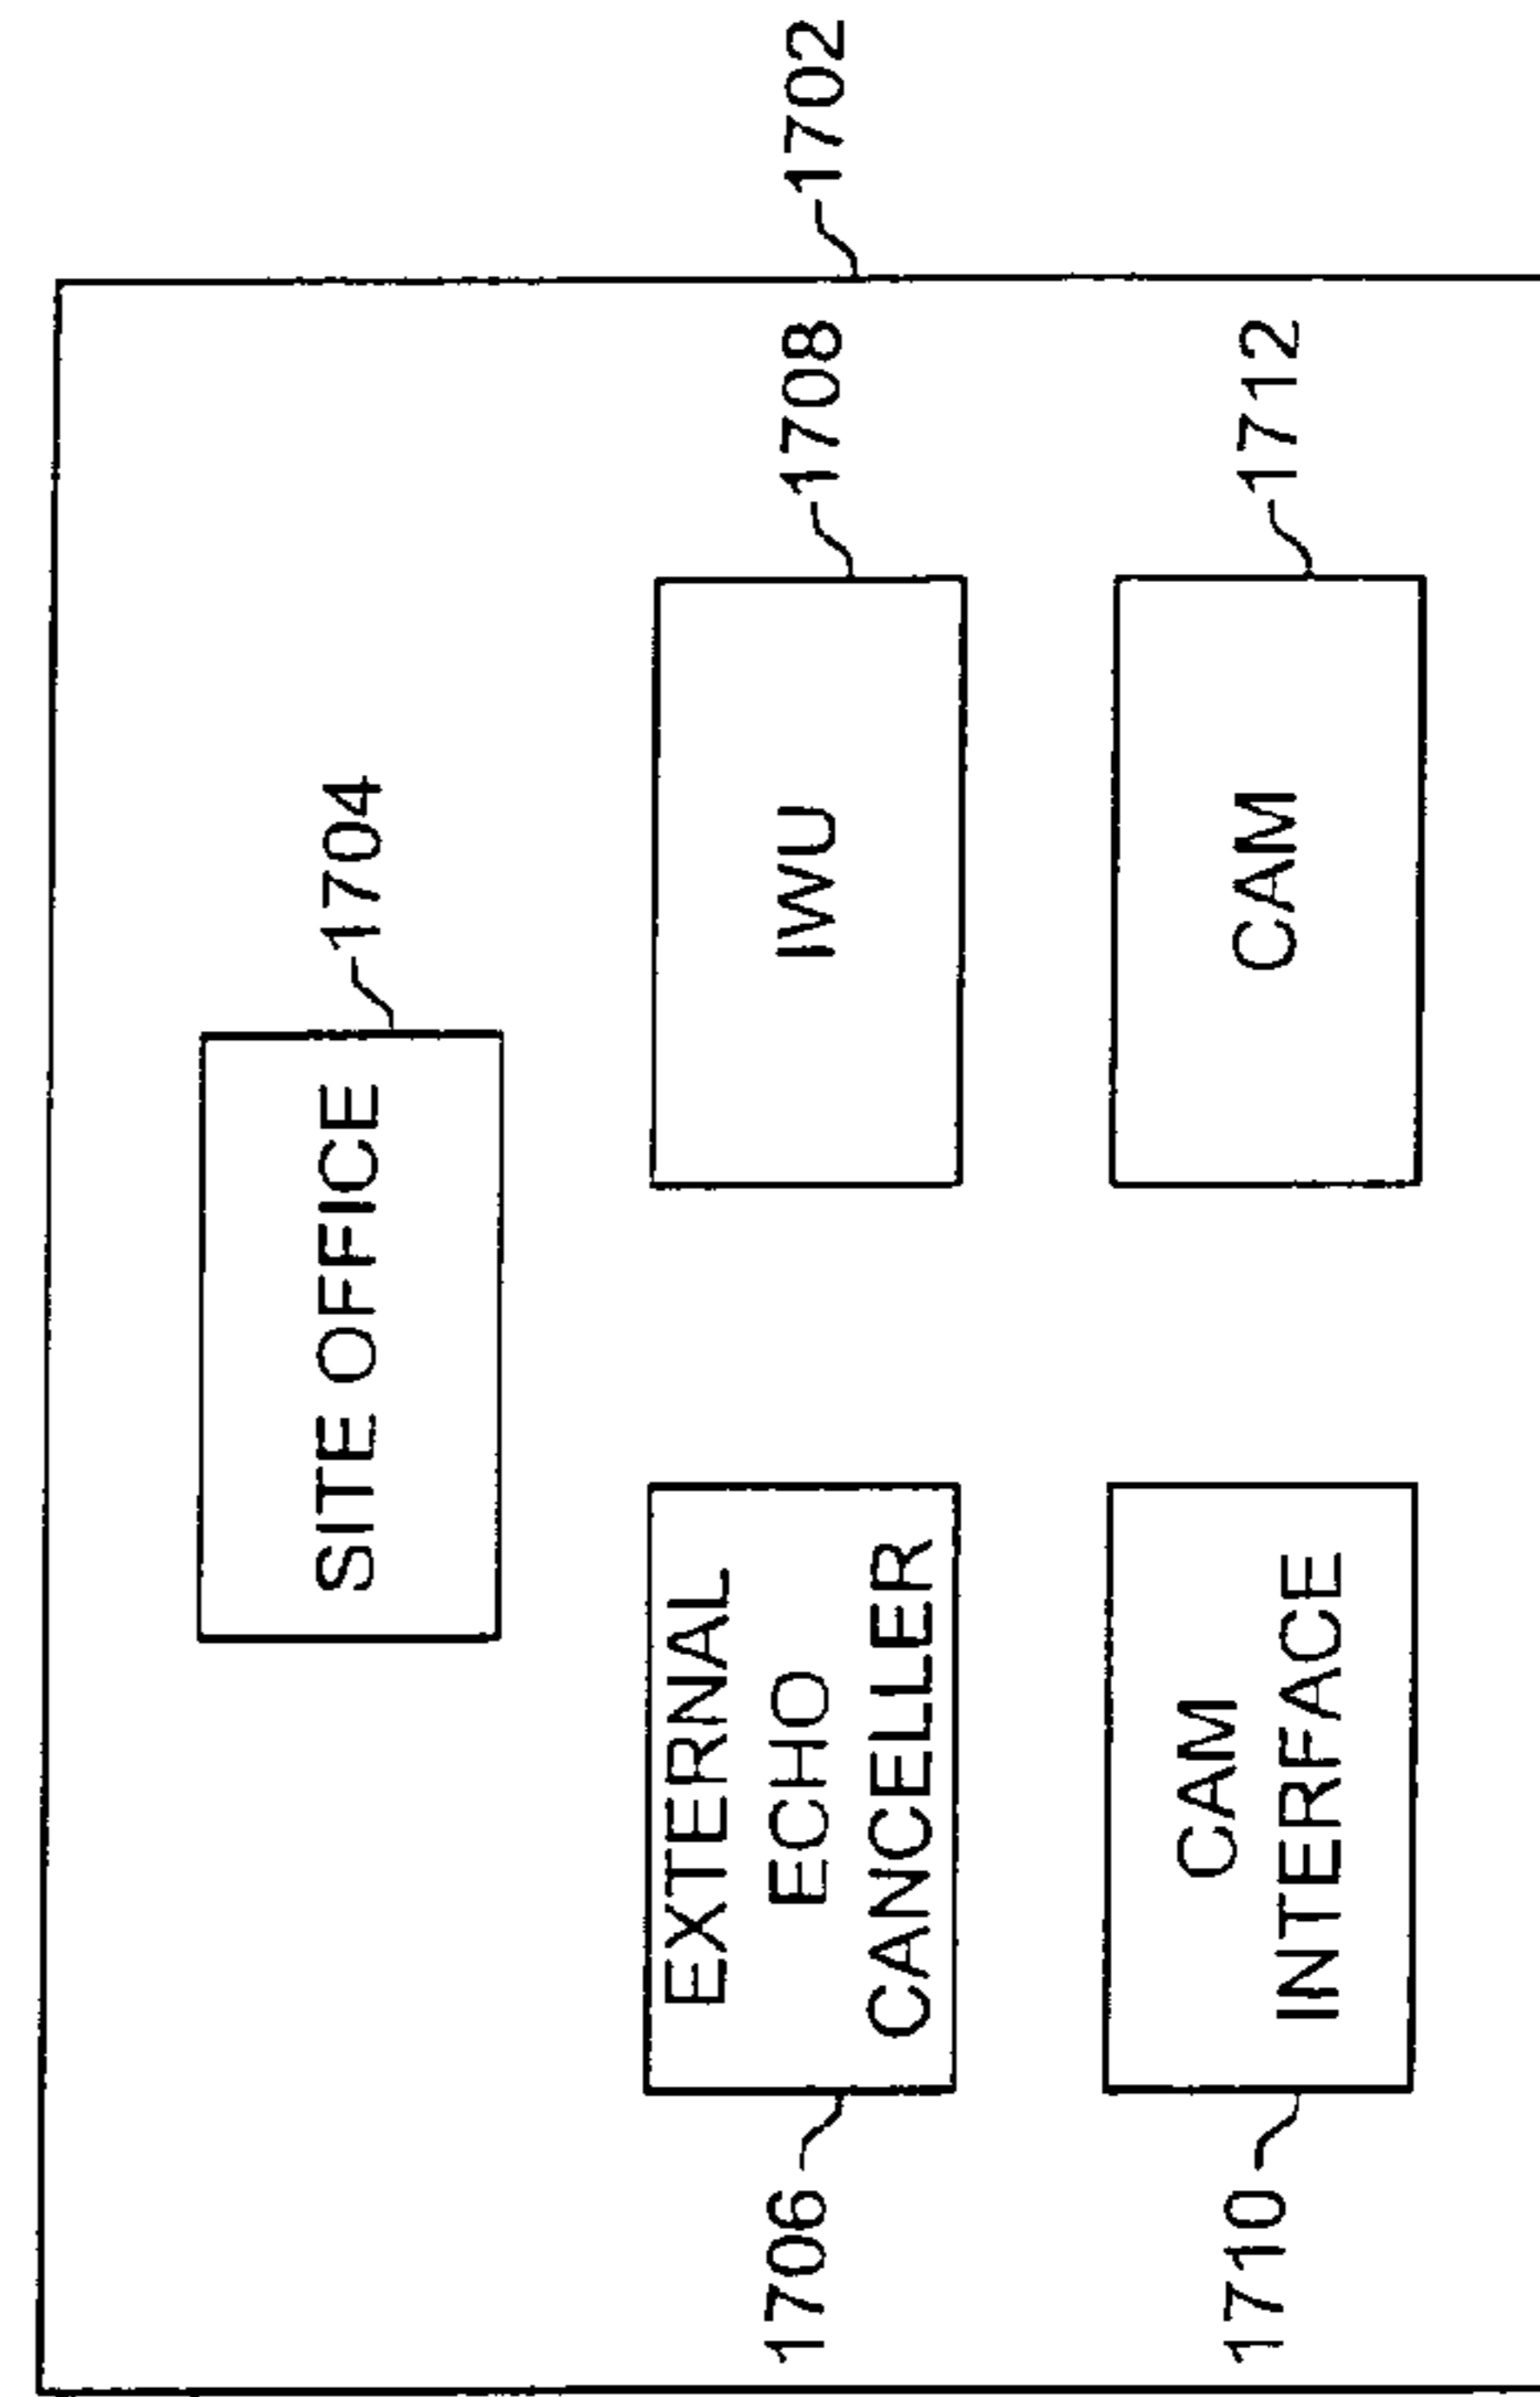 1702
SITE OFFICE
1704
EXTERNAL
ECHO
CANCELLER
1706
IWU
1708
CAM
INTERFACE
1710
CAM
1712